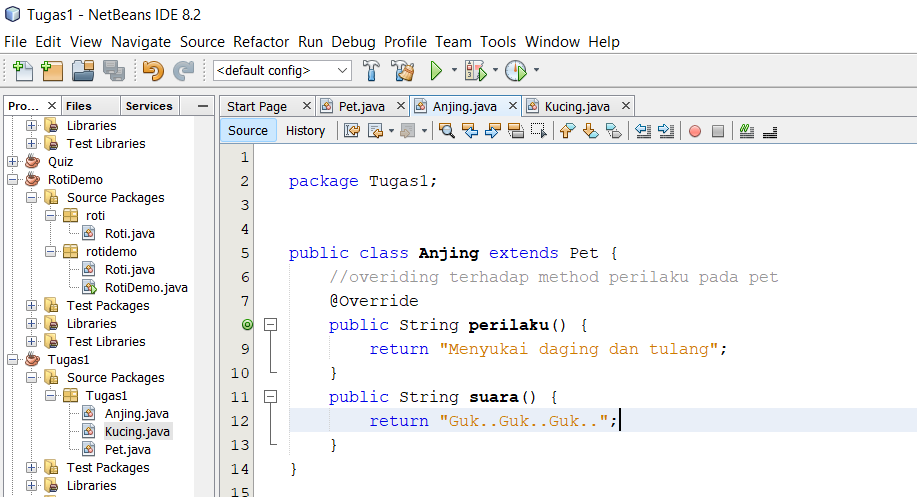 Tugas1 - NetBeans IDE 8.2
File Edit View Navigate Source Refactor Run Debug Profile Team Tools Window Help
<default config>
Pro... Files Services
Libraries
Test Libraries
Quiz
RotiDemo
Source Packages
roti
Roti.java
rotidemo
Roti.java
RotiDemo.java
Test Packages
Libraries
Test Libraries
Tugas1
Source Packages
Tugas1
Anjing.java
Kucing.java
Pet.java
Test Packages
Libraries
Start Page Pet.java Anjing.java Kucing.java
Source History
1
2 package Tugas1;
3
4
5 public class Anjing extends Pet {
6 //overiding terhadap method perilaku pada pet
7 @Override
public String perilaku() {
9 return "Menyukai daging dan tulang";
10 }
11 public String suara() {
12 return "Guk..Guk..Guk..";
13 }
14 }
15